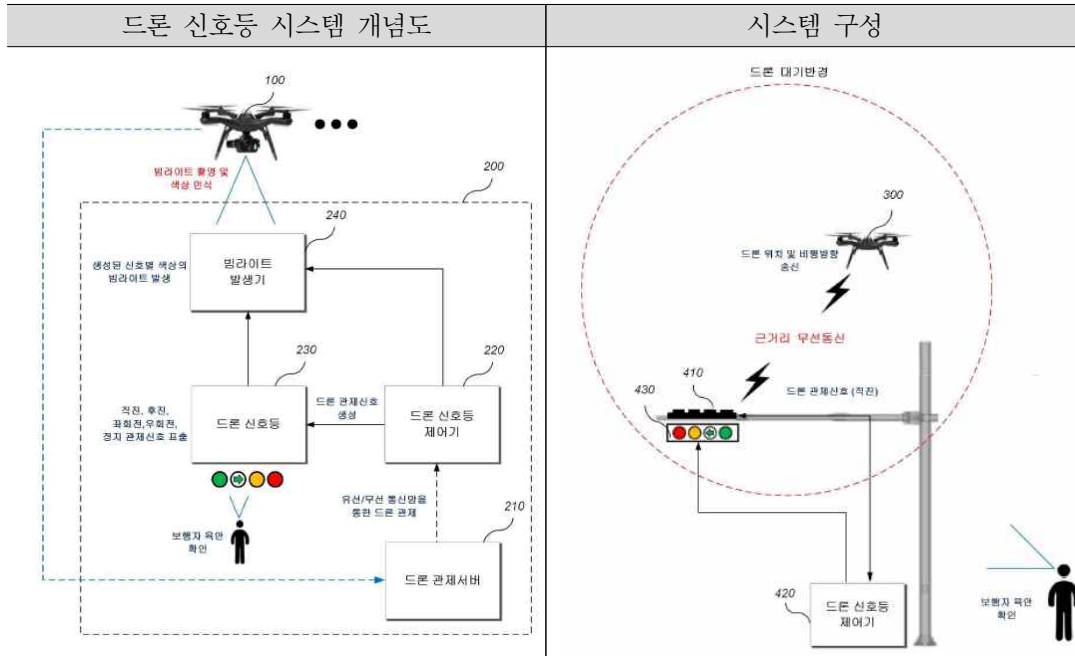 드론 신호등 시스템 개념도
시스템 구성
100
빔라이트 촬영 및
색상 인식
200
240
생성된 신호별 색상의
빔라이트 발생
빔라이트
발생기
230
220
직진, 후진,
좌회전,우회전,
정지 관제신호 표출
드론 신호등
드론 관제신호
생성
드론 신호등
제어기
유선/무선 통신망을
통한 드론 관제
210
보행자 육안
확인
드론 관제서버
드론 대기반경
300
드론 위치 및 비행방향
송신
근거리 무선통신
410
드론 관제신호 (직진)
430
420
드론 신호등
제어기
보행자 육안
확인